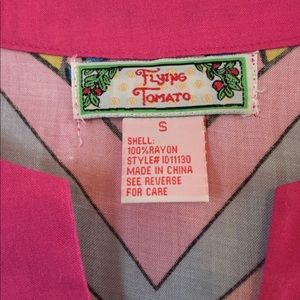 FLYING
TOMATO
S
SHELL:
100%RAYON
STYLE# ID11130
MADE IN CHINA
SEE REVERSE
FOR CARE